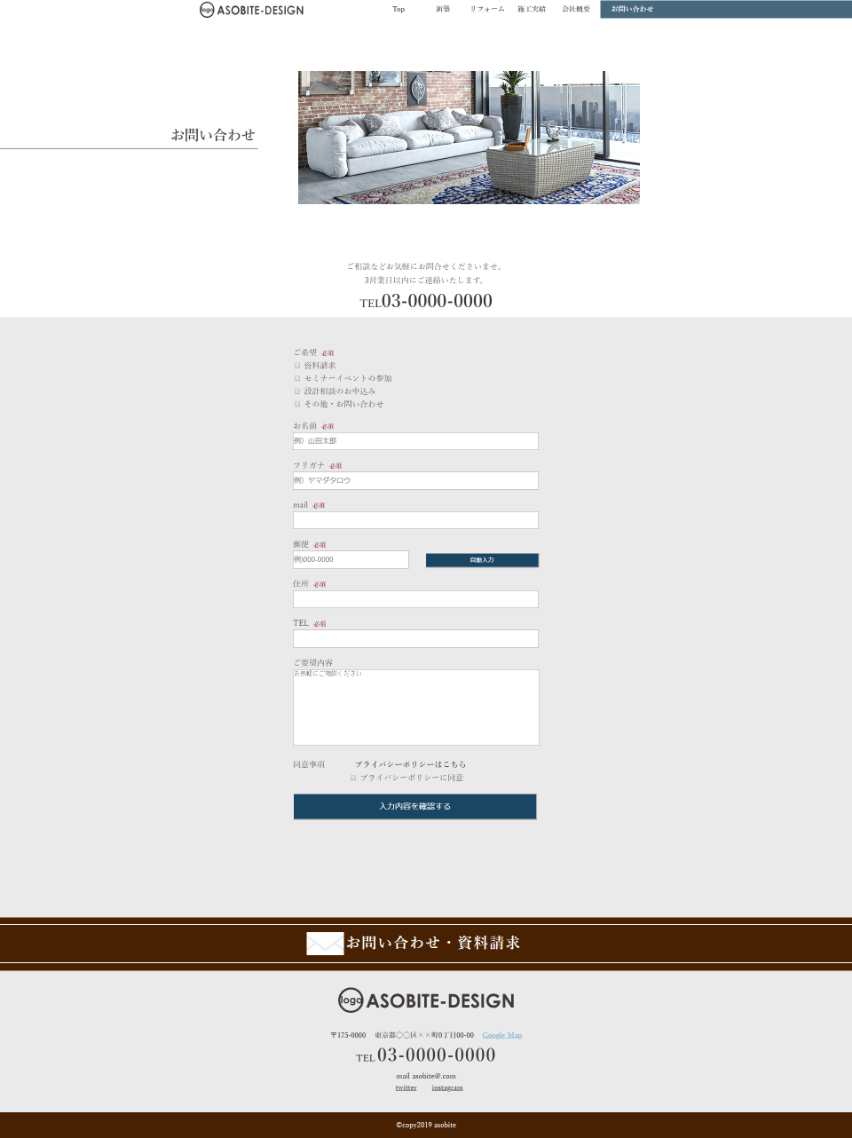 logo ASOBITE-DESIGN
Top 新築 リフォーム 施工実績 会社概要 お問い合わせ
お問い合わせ
ご相談などお気軽にお問合せくださいませ。
3営業日以内にご連絡いたします。
TEL03-0000-0000
ご希望 必須
資料請求
セミナーイベントの参加
設計相談のお申込み
その他・お問い合わせ
お名前 必須
例）山田太郎
フリガナ 必須
例）ヤマダタロウ
mail 必須
郵便 必須
例)000-0000 自動入力
住所 必須
TEL 必須
ご要望内容
お気軽にご相談ください
同意事項 プライバシーポリシーはこちら
プライバシーポリシーに同意
入力内容を確認する
お問い合わせ・資料請求
logo ASOBITE-DESIGN
〒175-0000 東京都○○区××町0丁目00-00 Google Map
TEL 03-0000-0000
mail asobite@.com
twitter instagram
©copy2019 asobite